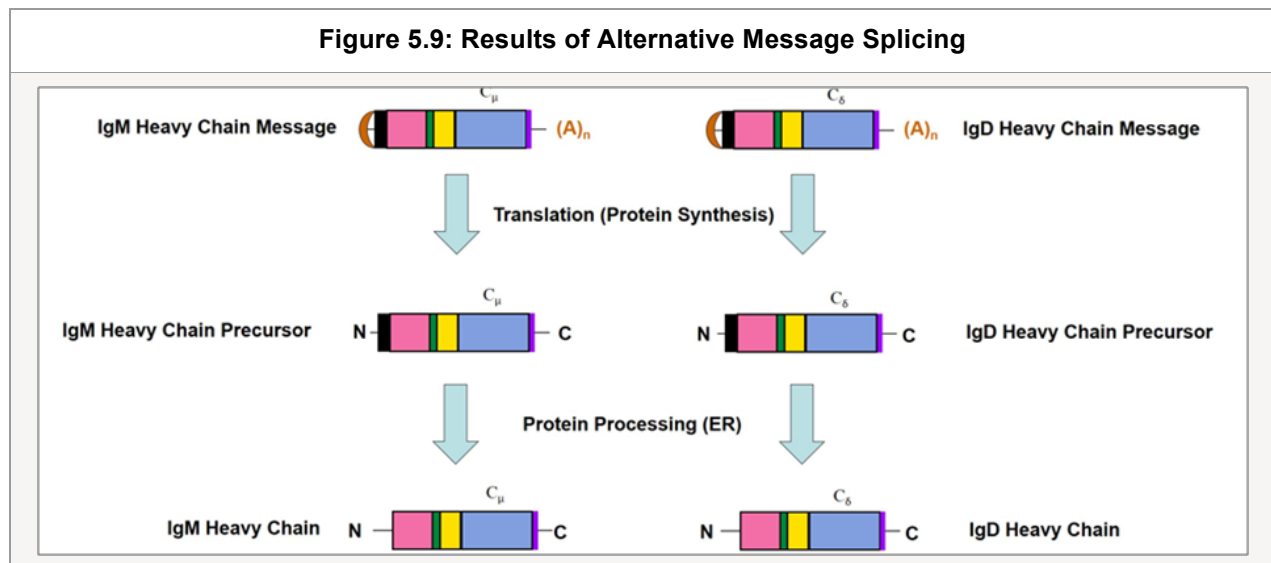 Figure 5.9: Results of Alternative Message Splicing
Cμ Cδ
IgM Heavy Chain Message (A)n (A)n IgD Heavy Chain Message
Translation (Protein Synthesis)
Cμ Cδ
IgM Heavy Chain Precursor N C N C IgD Heavy Chain Precursor
Protein Processing (ER)
Cμ Cδ
IgM Heavy Chain N C N C IgD Heavy Chain